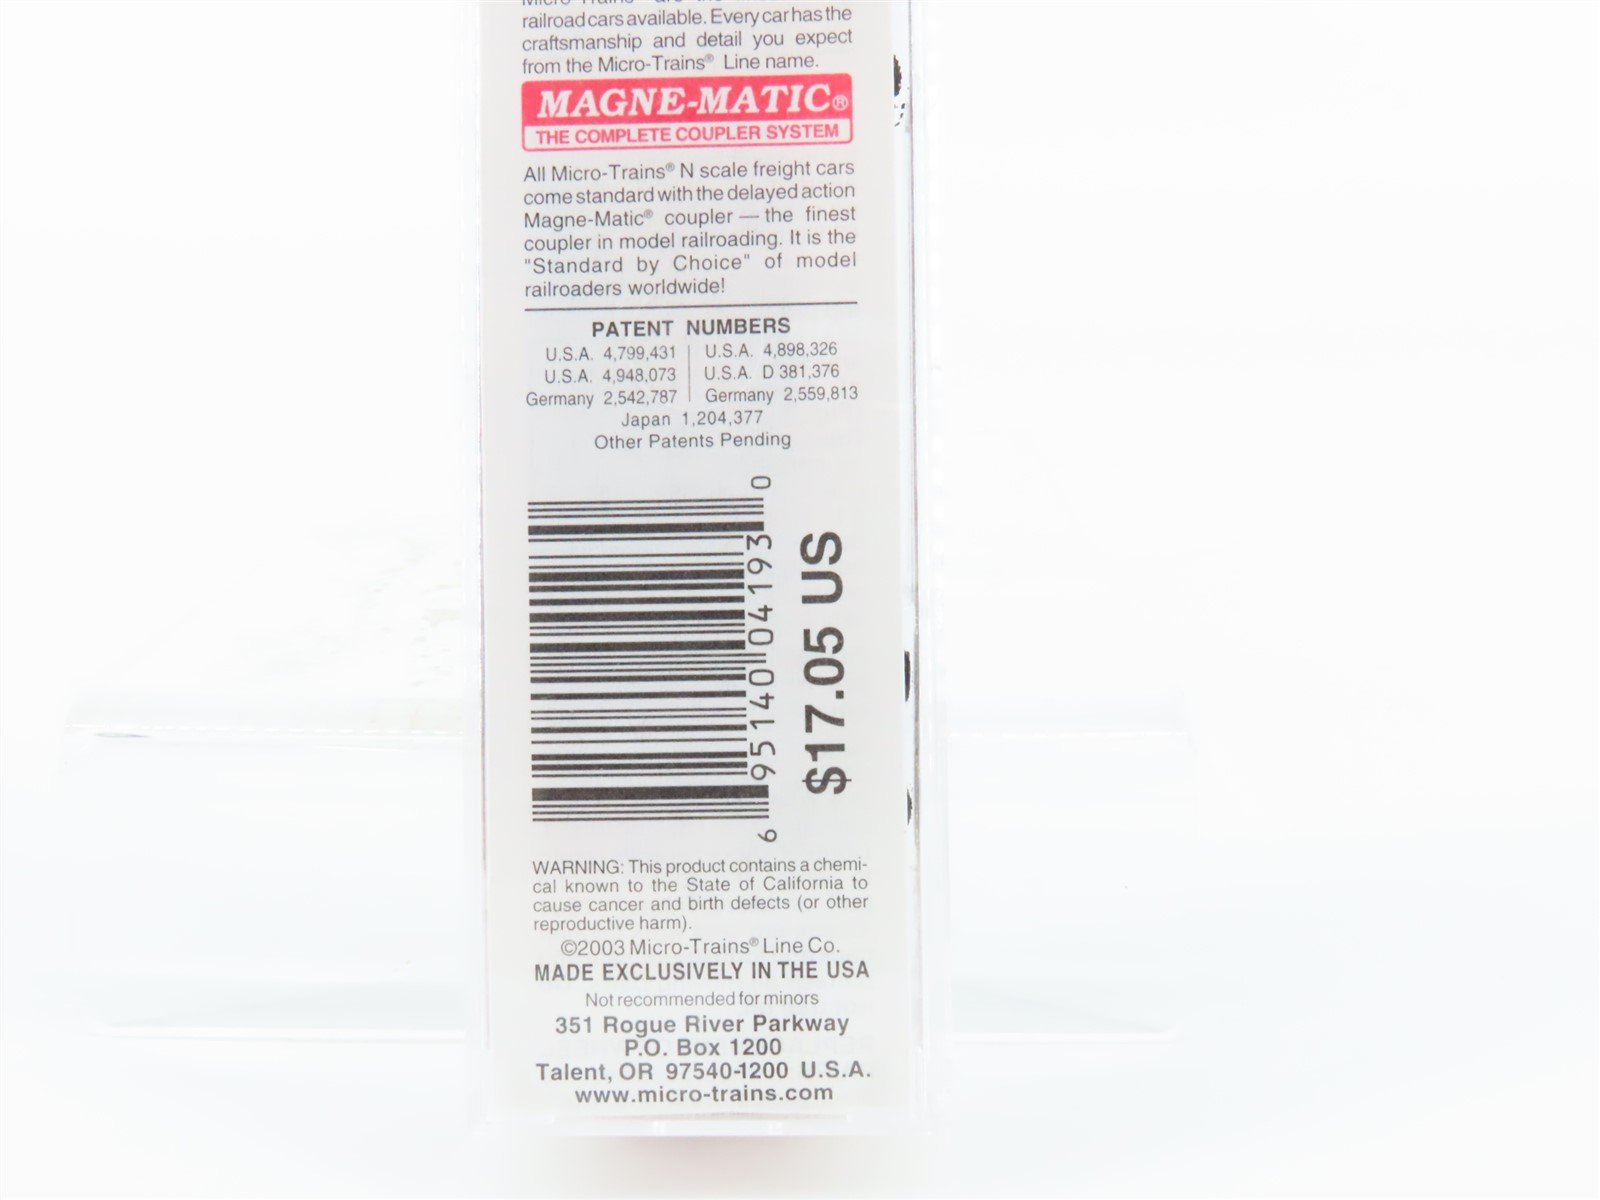 railroad cars available. Every car has the
craftsmanship and detail you expect
from the Micro-Trains® Line name.
MAGNE-MATIC®
THE COMPLETE COUPLER SYSTEM
All Micro-Trains® N scale freight cars
come standard with the delayed action
Magne-Matic® coupler — the finest
coupler in model railroading. It is the
"Standard by Choice" of model
railroaders worldwide!
PATENT NUMBERS
U.S.A. 4,799,431 | U.S.A. 4,898,326
U.S.A. 4,948,073 | U.S.A. D 381,376
Germany 2,542,787 | Germany 2,559,813
Japan 1,204,377
Other Patents Pending
6 95140 04193 0
$17.05 US
WARNING: This product contains a chemi-
cal known to the State of California to
cause cancer and birth defects (or other
reproductive harm).
©2003 Micro-Trains® Line Co.
MADE EXCLUSIVELY IN THE USA
Not recommended for minors
351 Rogue River Parkway
P.O. Box 1200
Talent, OR 97540-1200 U.S.A.
www.micro-trains.com